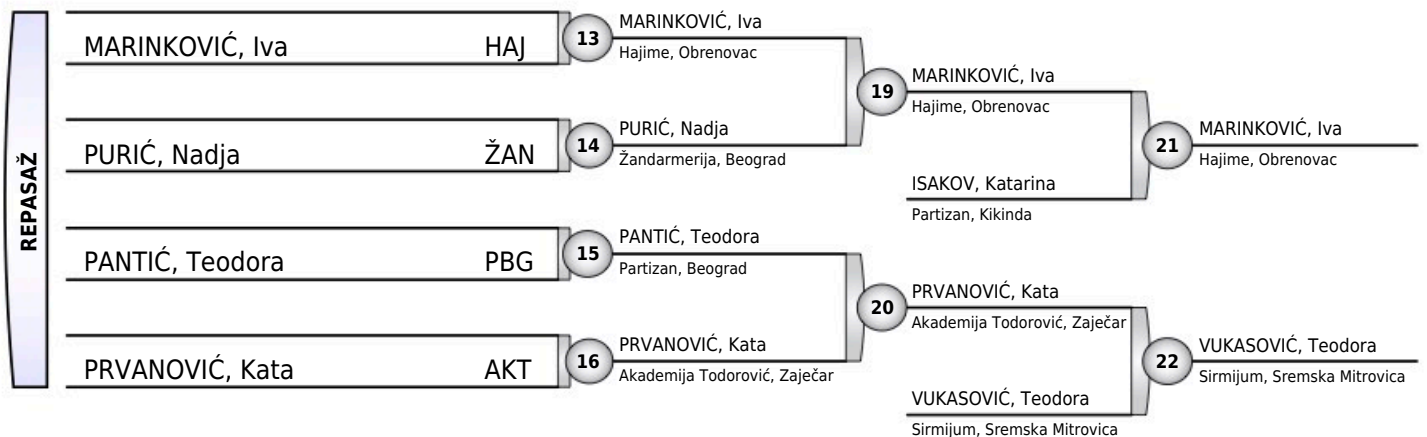 REPASAŽ
MARINKOVIĆ, Iva HAJ
PURIĆ, Nadja ŽAN
PANTIĆ, Teodora PBG
PRVANOVIĆ, Kata AKT
13
MARINKOVIĆ, Iva
Hajime, Obrenovac
14
PURIĆ, Nadja
Žandarmerija, Beograd
15
PANTIĆ, Teodora
Partizan, Beograd
16
PRVANOVIĆ, Kata
Akademija Todorović, Zaječar
19
MARINKOVIĆ, Iva
Hajime, Obrenovac
ISAKOV, Katarina
Partizan, Kikinda
20
PRVANOVIĆ, Kata
Akademija Todorović, Zaječar
VUKASOVIĆ, Teodora
Sirmijum, Sremska Mitrovica
21
MARINKOVIĆ, Iva
Hajime, Obrenovac
22
VUKASOVIĆ, Teodora
Sirmijum, Sremska Mitrovica